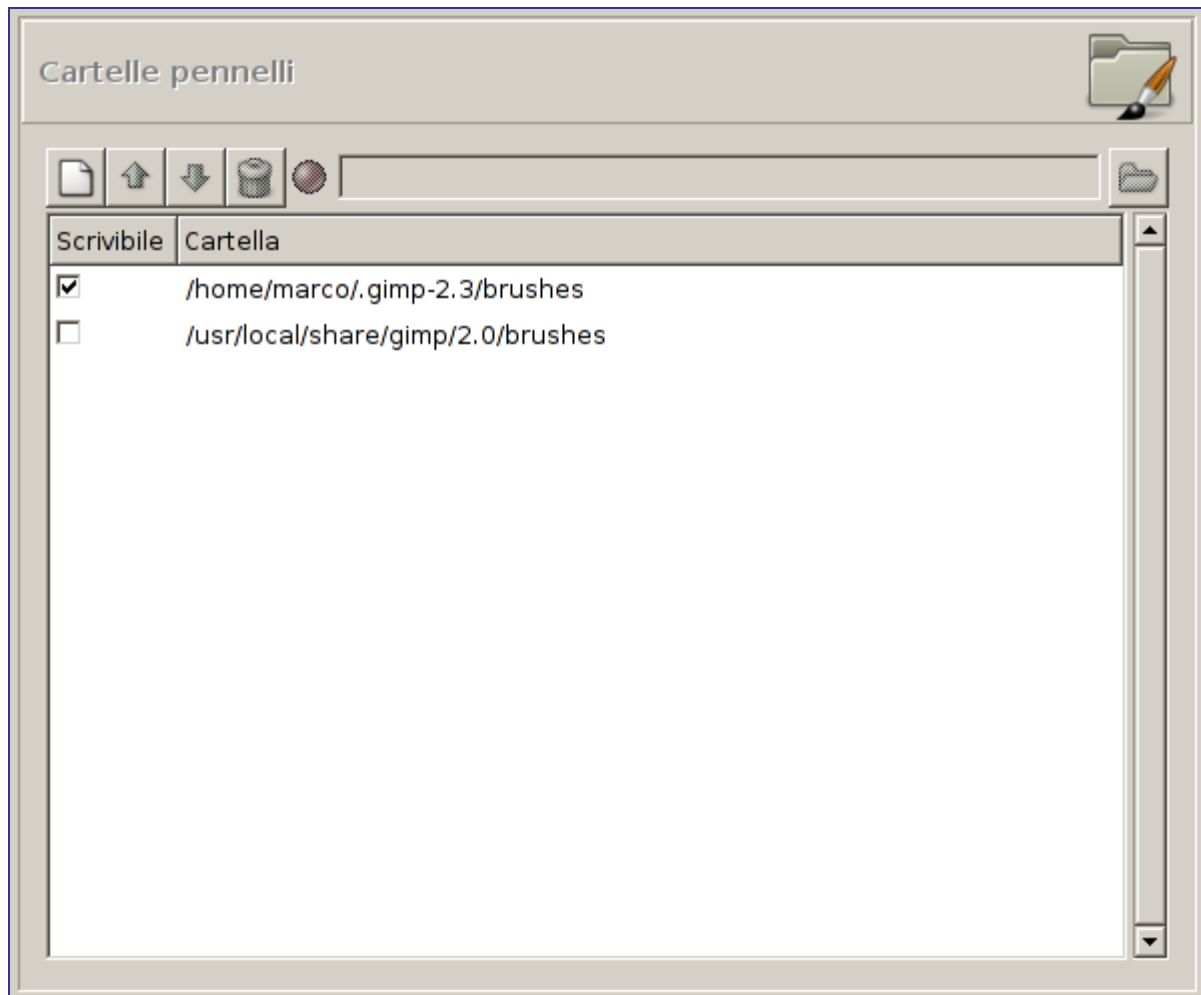 Cartelle pennelli
Scrivibile Cartella
/home/marco/.gimp-2.3/brushes
/usr/local/share/gimp/2.0/brushes